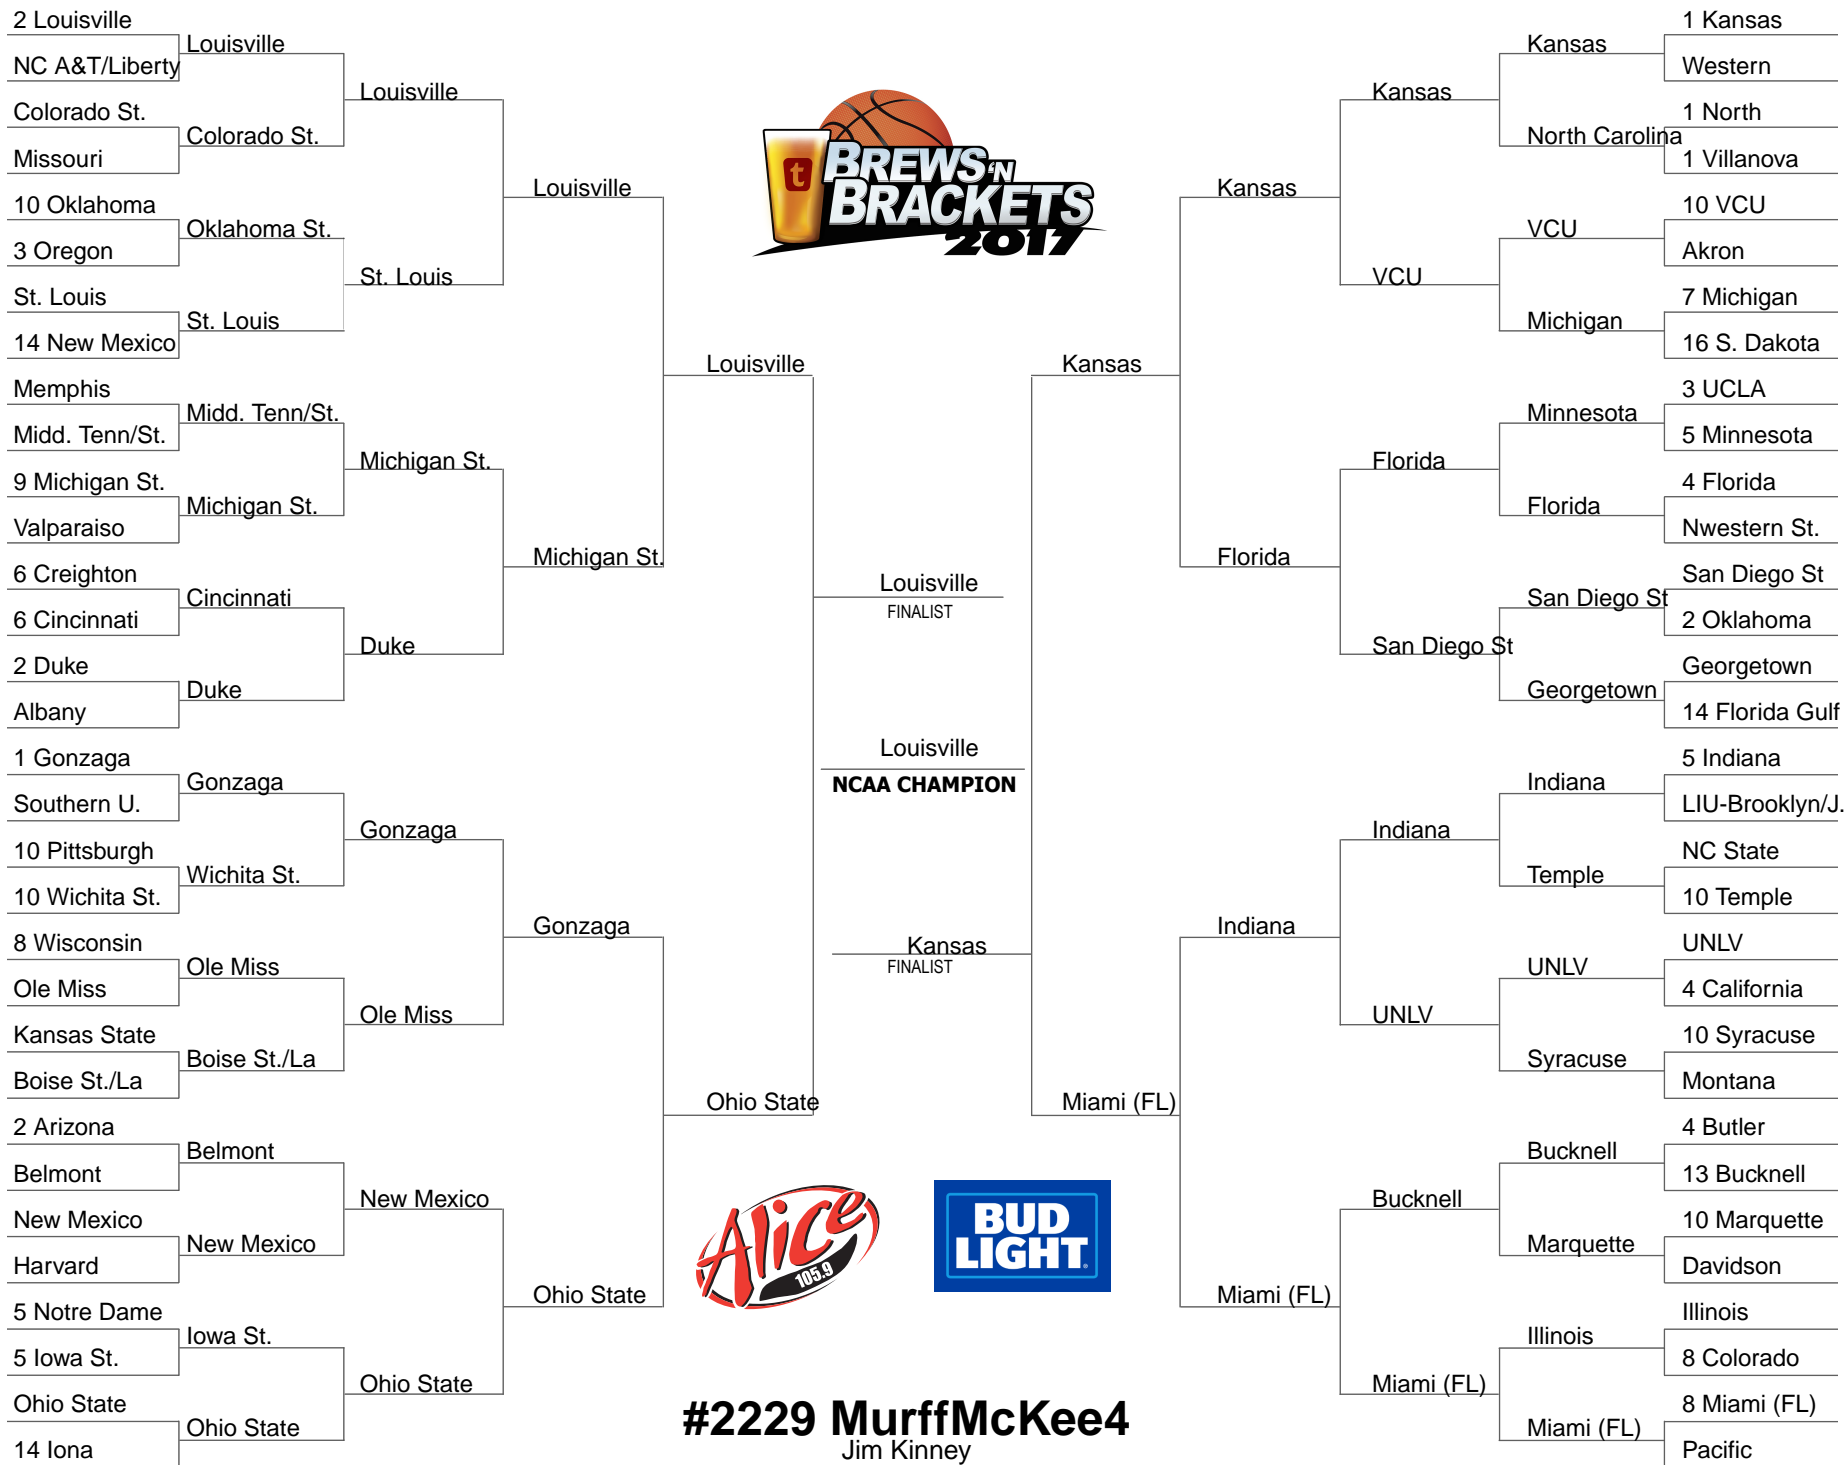 2 Louisville
NC A&T/Liberty
Colorado St.
Missouri
10 Oklahoma
3 Oregon
St. Louis
14 New Mexico
Memphis
Midd. Tenn/St.
9 Michigan St.
Valparaiso
6 Creighton
6 Cincinnati
2 Duke
Albany
1 Gonzaga
Southern U.
10 Pittsburgh
10 Wichita St.
8 Wisconsin
Ole Miss
Kansas State
Boise St./La
2 Arizona
Belmont
New Mexico
Harvard
5 Notre Dame
5 Iowa St.
Ohio State
14 Iona
Louisville
Colorado St.
Oklahoma St.
St. Louis
Midd. Tenn/St.
Michigan St.
Cincinnati
Duke
Gonzaga
Wichita St.
Ole Miss
Boise St./La
Belmont
New Mexico
Iowa St.
Ohio State
Louisville
St. Louis
Michigan St.
Duke
Gonzaga
Ole Miss
New Mexico
Ohio State
Louisville
Michigan St.
Gonzaga
Ohio State
Louisville
Ohio State
t
BREWS 'N
BRACKETS
2017
Louisville
FINALIST
Louisville
NCAA CHAMPION
Kansas
FINALIST
Alice
105.9
BUD
LIGHT
#2229 MurffMcKee4
Jim Kinney
Kansas
Miami (FL)
Kansas
Florida
Indiana
Miami (FL)
Kansas
VCU
Florida
San Diego St
Indiana
UNLV
Bucknell
Miami (FL)
Kansas
North Carolina
VCU
Michigan
Minnesota
Florida
San Diego St
Georgetown
Indiana
Temple
UNLV
Syracuse
Bucknell
Marquette
Illinois
Miami (FL)
1 Kansas
Western
1 North
1 Villanova
10 VCU
Akron
7 Michigan
16 S. Dakota
3 UCLA
5 Minnesota
4 Florida
Nwestern St.
San Diego St
2 Oklahoma
Georgetown
14 Florida Gulf
5 Indiana
LIU-Brooklyn/J.
NC State
10 Temple
UNLV
4 California
10 Syracuse
Montana
4 Butler
13 Bucknell
10 Marquette
Davidson
Illinois
8 Colorado
8 Miami (FL)
Pacific